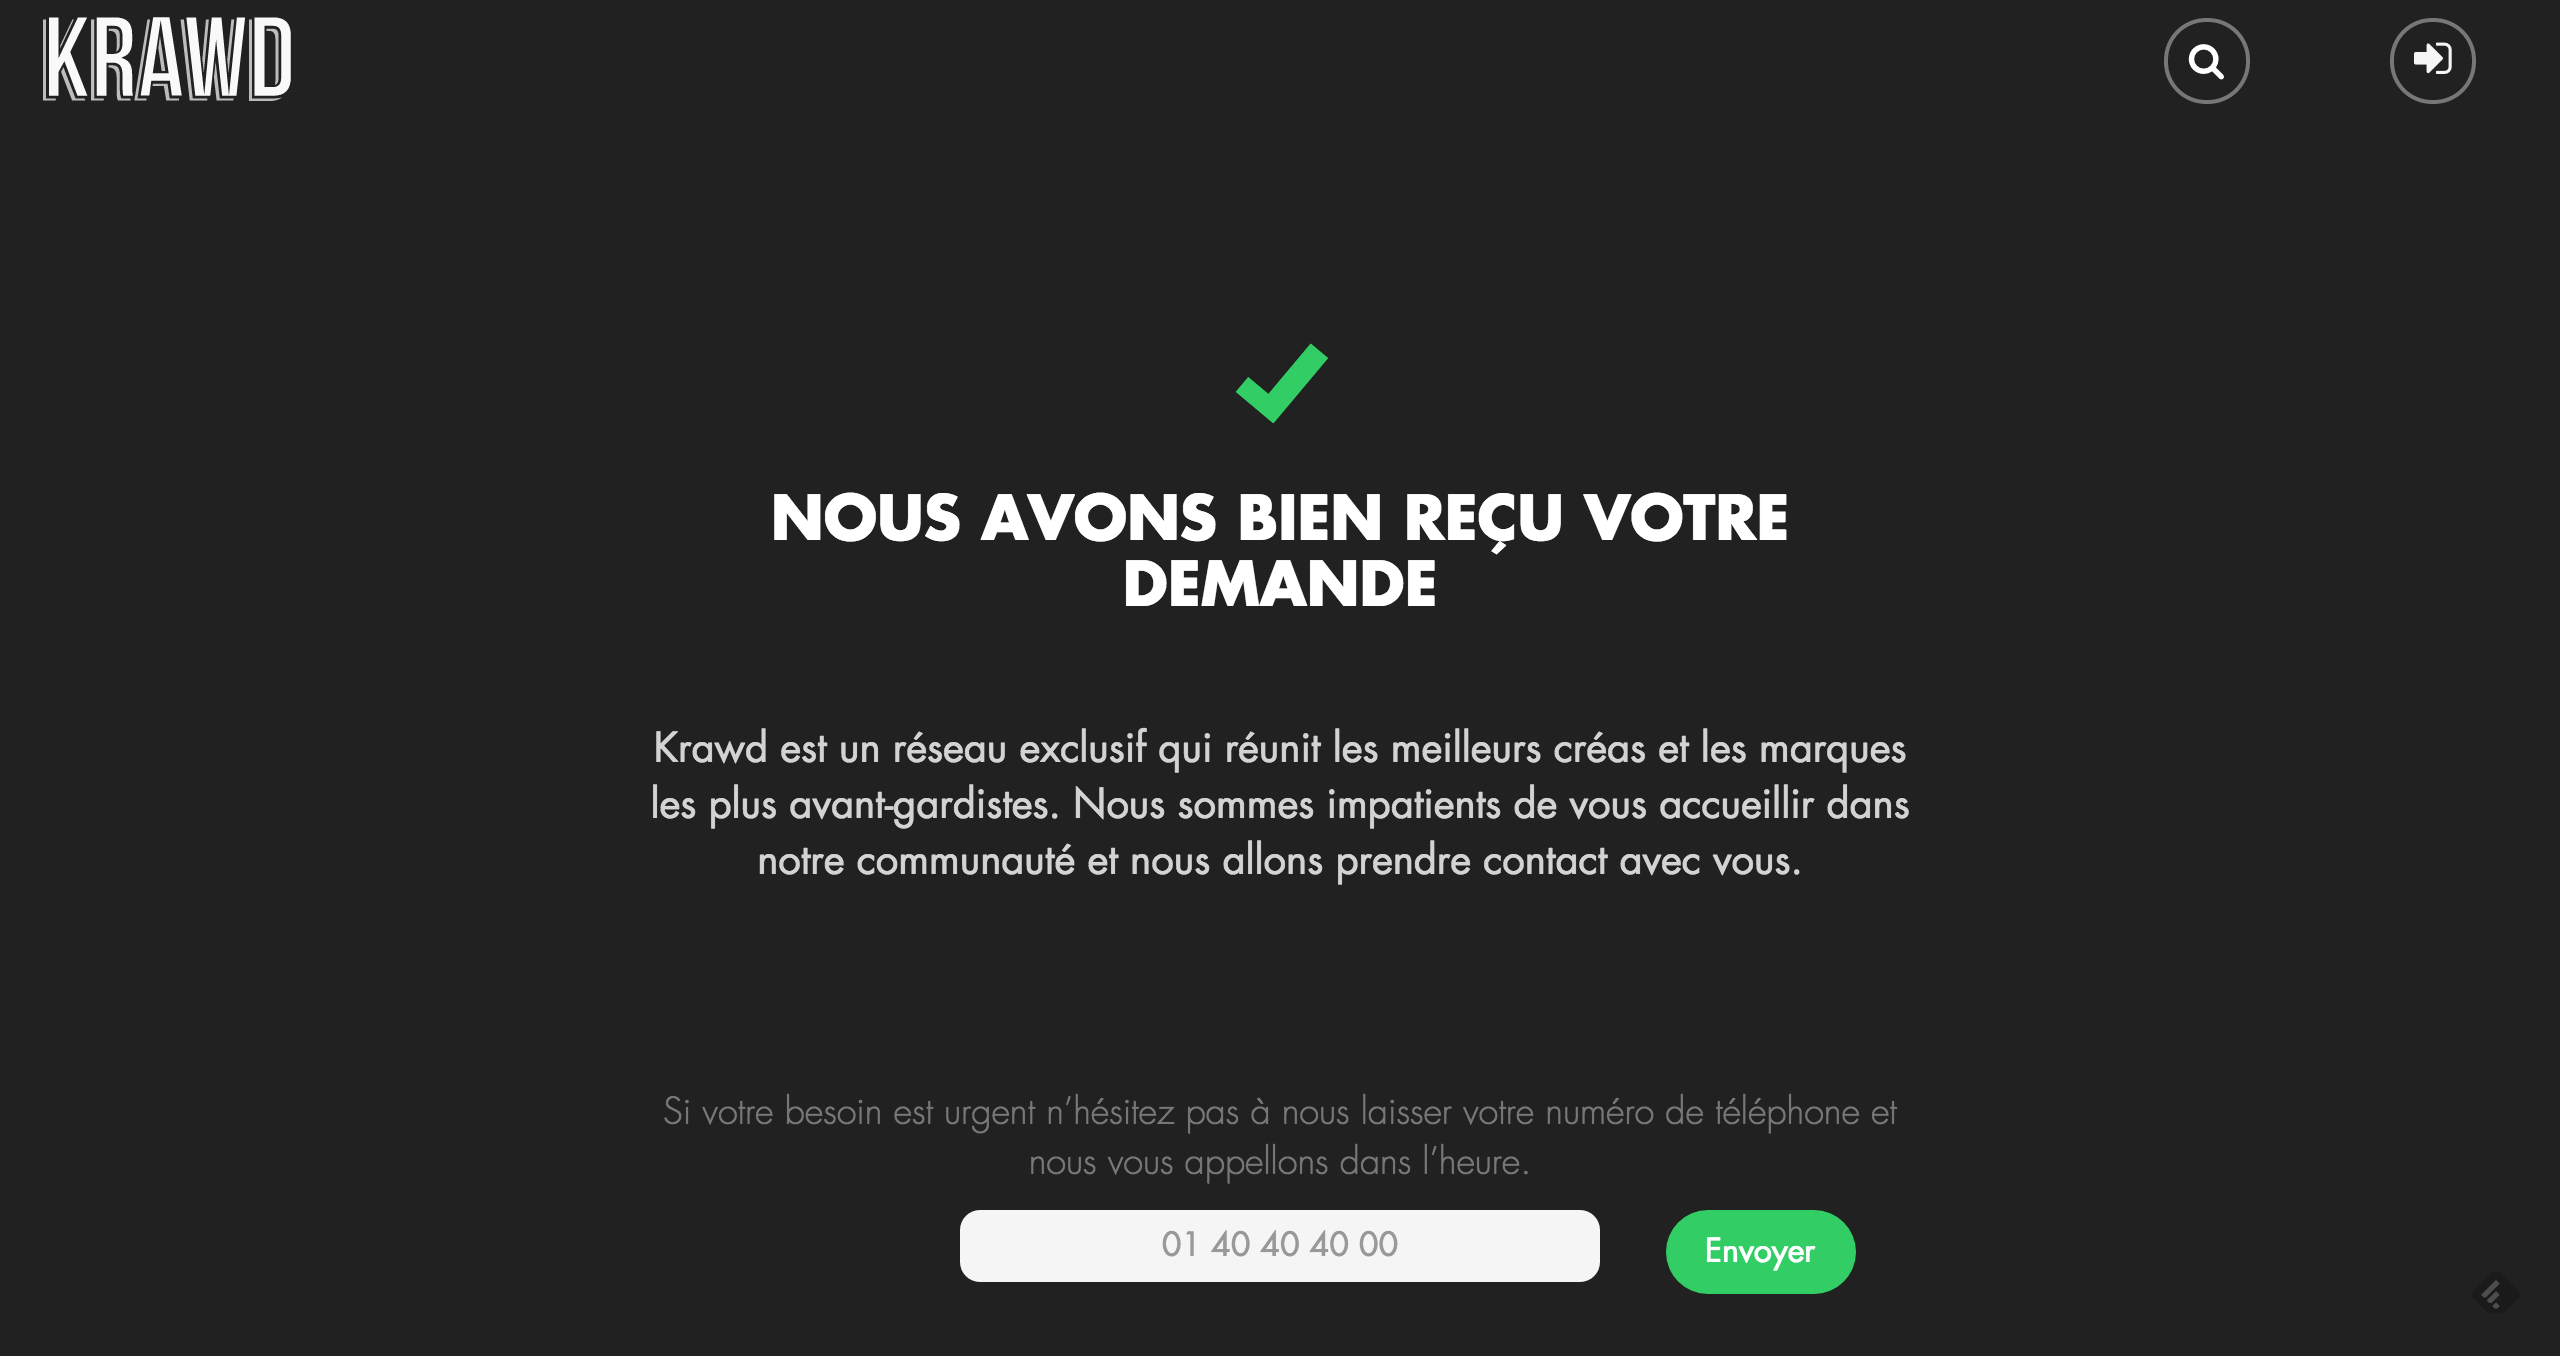 KRAWD
NOUS AVONS BIEN REÇU VOTRE
DEMANDE
Krawd est un réseau exclusif qui réunit les meilleurs créas et les marques
les plus avant-gardistes. Nous sommes impatients de vous accueillir dans
notre communauté et nous allons prendre contact avec vous.
Si votre besoin est urgent n’hésitez pas à nous laisser votre numéro de téléphone et
nous vous appellons dans l’heure.
01 40 40 40 00
Envoyer